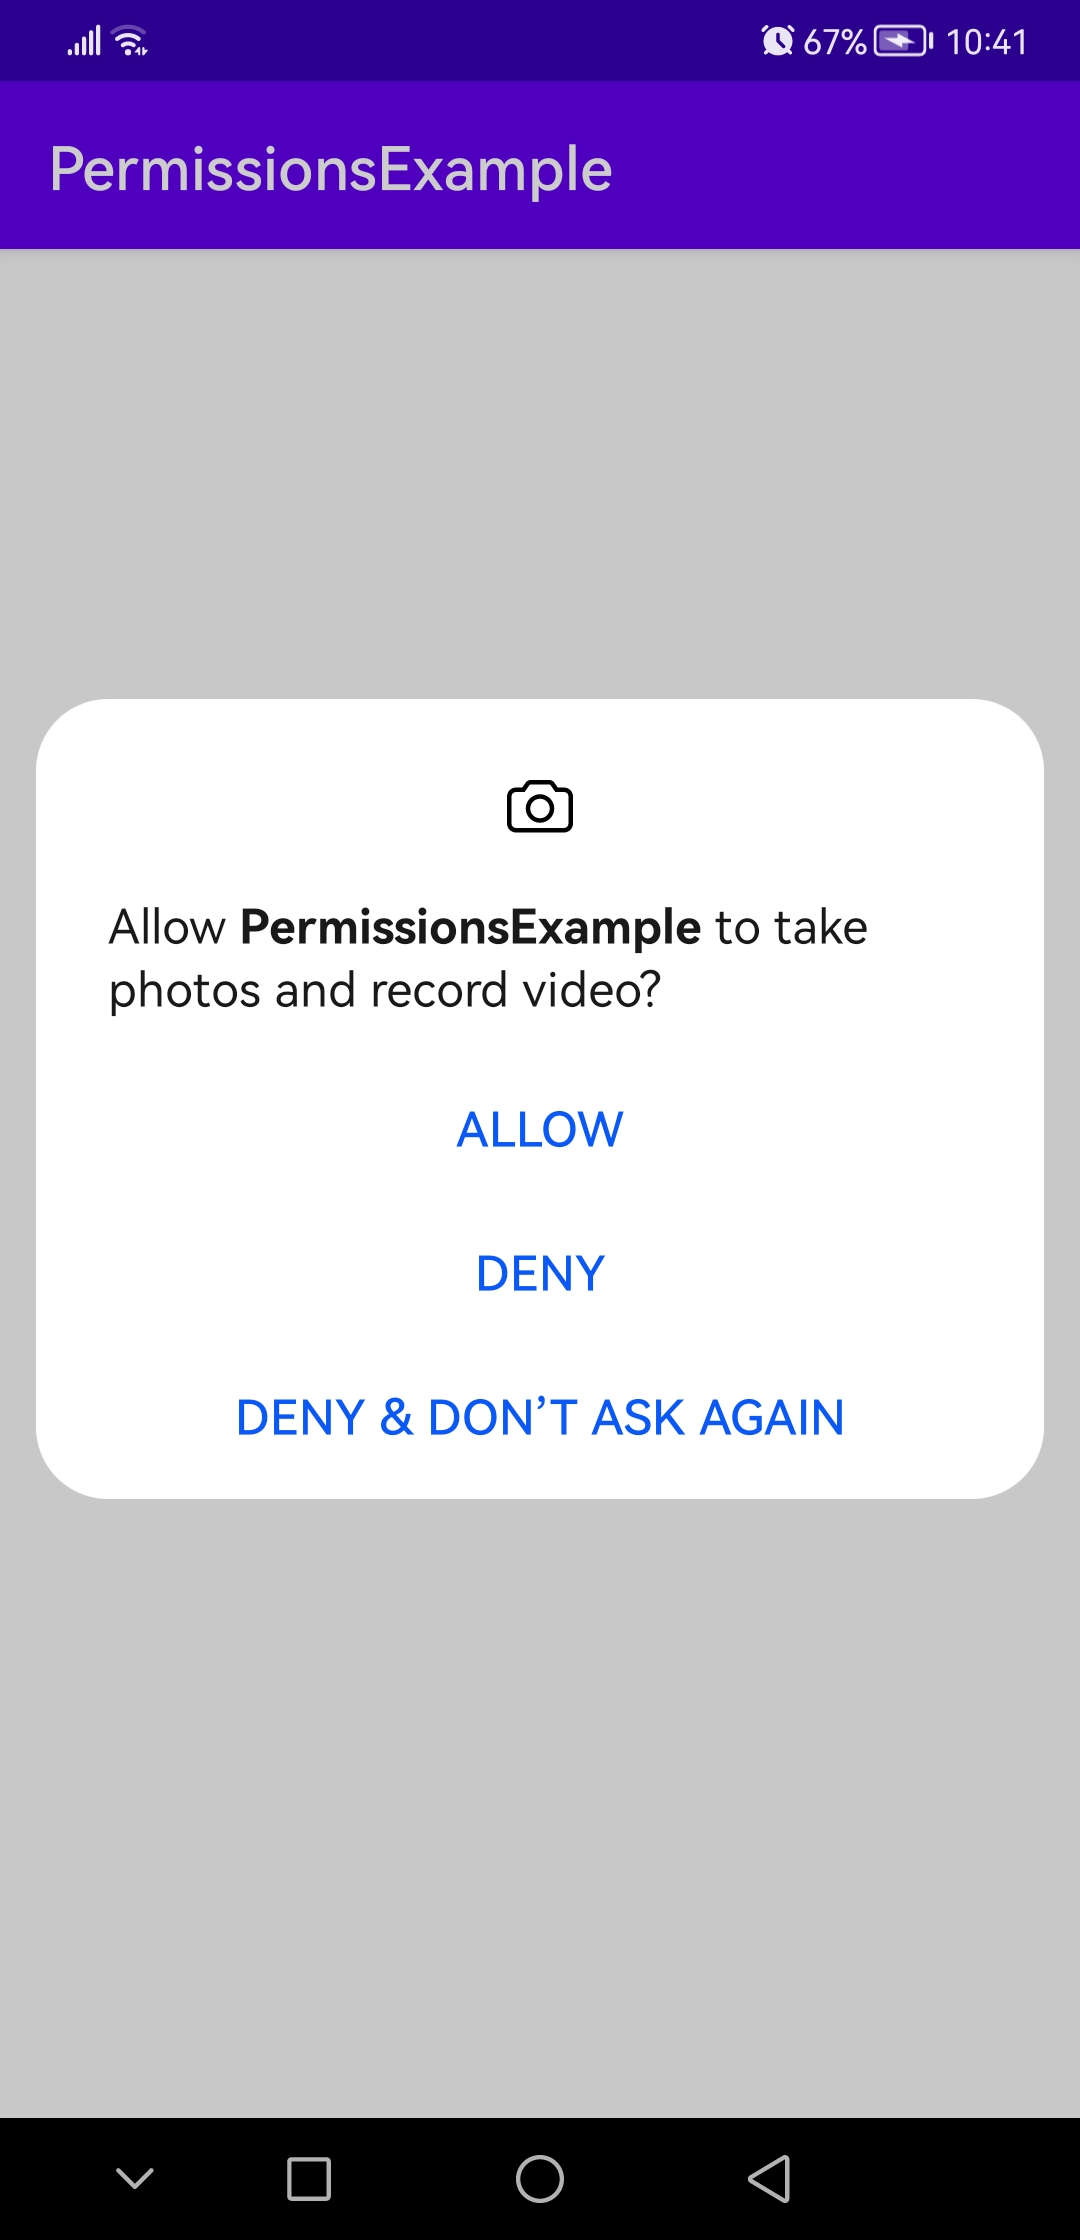 67% 10:41
PermissionsExample
Allow PermissionsExample to take
photos and record video?
ALLOW
DENY
DENY & DON’T ASK AGAIN